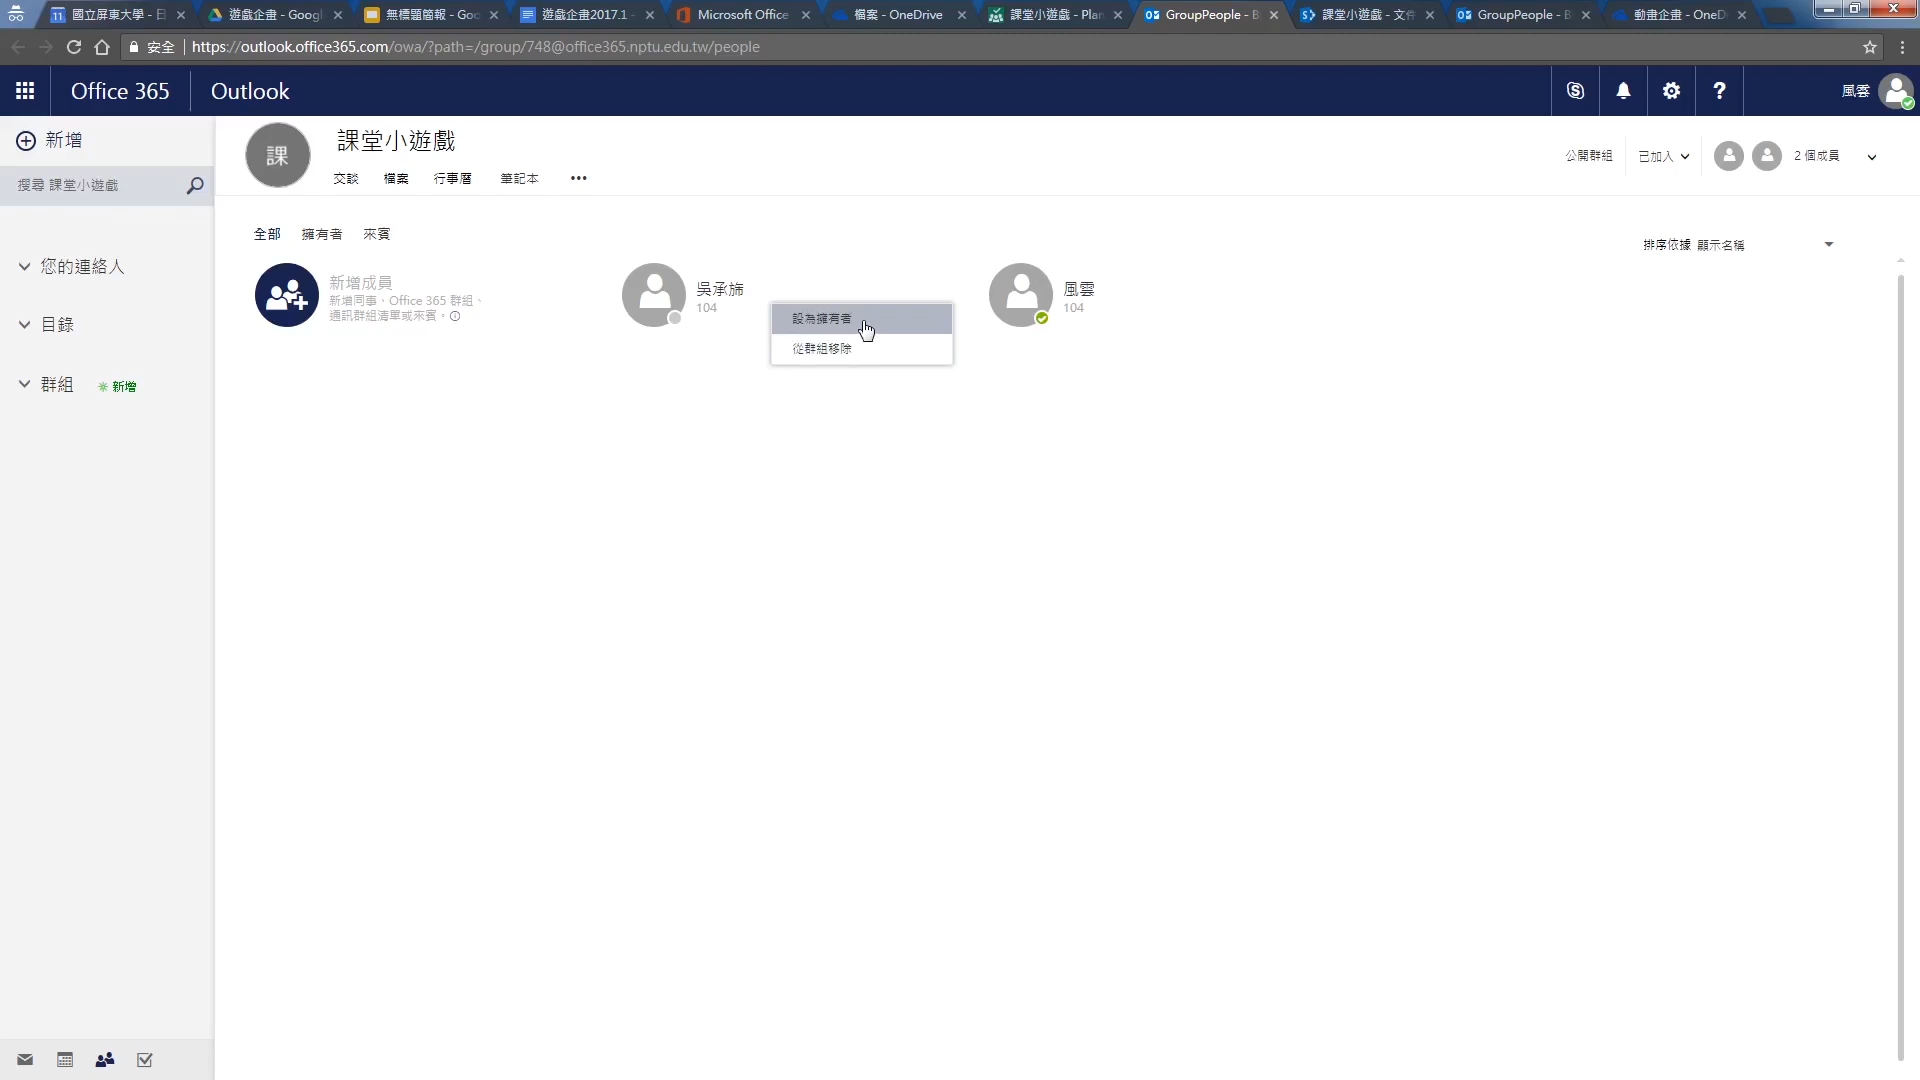 國立屏東大學 - 日
遊戲企畫 - Googl
無標題簡報 - Goo
遊戲企畫2017.1 -
Microsoft Office
檔案 - OneDrive
課堂小遊戲 - Plan
GroupPeople - B
課堂小遊戲 - 文件
GroupPeople - B
動畫企畫 - OneD
安全
https://outlook.office365.com/owa/?path=/group/748@office365.nptu.edu.tw/people
Office 365
Outlook
風雲
新增
課
課堂小遊戲
公開群組
已加入
2 個成員
搜尋 課堂小遊戲
交談
檔案
行事曆
筆記本
全部
擁有者
來賓
排序依據 顯示名稱
您的連絡人
新增成員
新增同事、Office 365 群組、
通訊群組清單或來賓。
吳承旆
104
風雲
104
設為擁有者
從群組移除
目錄
群組
新增